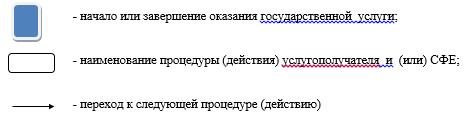 - начало или завершение оказания государственной услуги;
- наименование процедуры (действия) услугополучателя и (или) СФЕ;
- переход к следующей процедуре (действию)